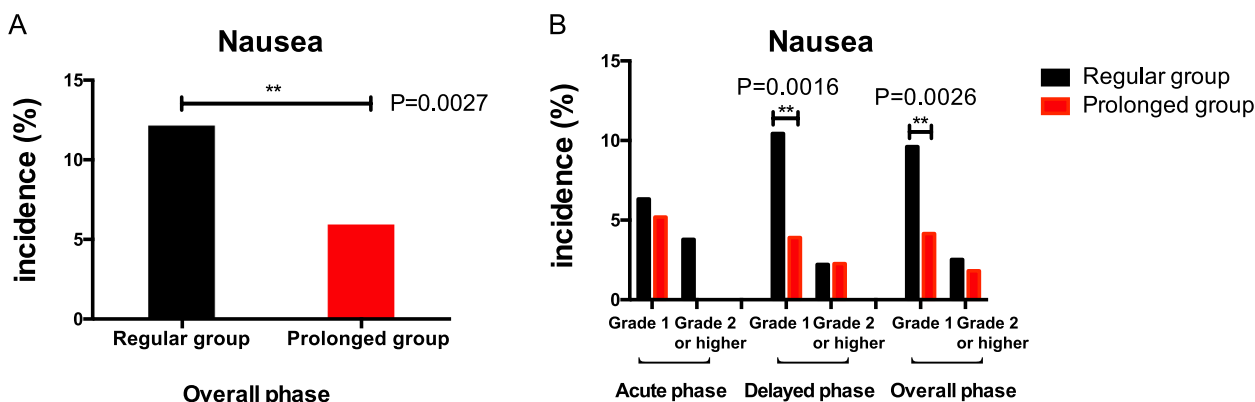 A
Nausea
incidence (%)
15
10
5
0
**
P=0.0027
Regular group
Prolonged group
Overall phase
B
Nausea
incidence (%)
15
10
5
0
P=0.0016
**
P=0.0026
**
Regular group
Prolonged group
Grade 1
Grade 2
or higher
Grade 1
Grade 2
or higher
Grade 1
Grade 2
or higher
Acute phase
Delayed phase
Overall phase